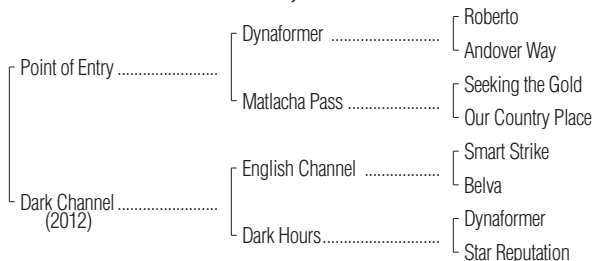 Roberto
Dynaformer ........................
Andover Way
Point of Entry ......................
Seeking the Gold
Matlacha Pass ....................
Our Country Place
Smart Strike
English Channel ................
Belva
Dark Channel ......................
(2012)
Dynaformer
Dark Hours..........................
Star Reputation